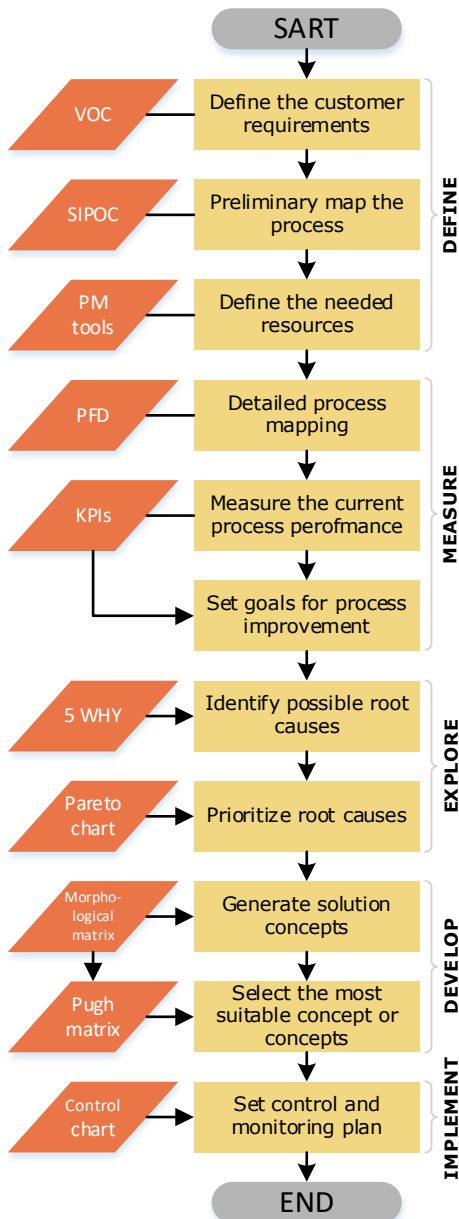 SART
VOC
Define the customer
requirements
SIPOC
Preliminary map the
process
PM
tools
Define the needed
resources
DEFINE
PFD
Detailed process
mapping
KPIs
Measure the current
process perofmance
Set goals for process
improvement
MEASURE
5 WHY
Identify possible root
causes
Pareto
chart
Prioritize root causes
EXPLORE
Morpho-
logical
matrix
Generate solution
concepts
Pugh
matrix
Select the most
suitable concept or
concepts
DEVELOP
Control
chart
Set control and
monitoring plan
IMPLEMENT
END